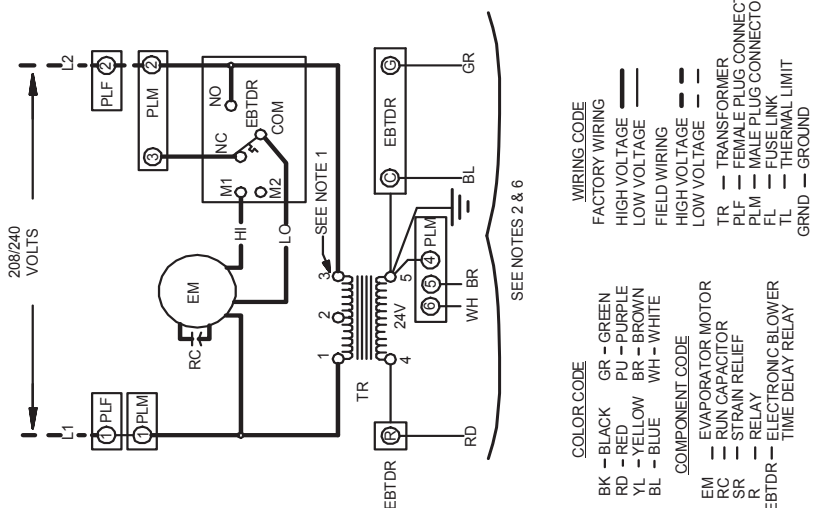 208/240
VOLTS
L1
L2
1 PLF
1 PLM
PLF 2
PLM
3 2
EM
RC
HI
LO
M1
M2
NC
NO
EBTDR
COM
SEE NOTE 1
1 2 3
TR
24V
4 5
EBTDR
R
RD
6 5 4 PLM
WH BR
C EBTDR G
BL
GR
SEE NOTES 2 & 6
COLOR CODE
BK – BLACK GR – GREEN
RD – RED PU – PURPLE
YL – YELLOW BR – BROWN
BL – BLUE WH – WHITE
COMPONENT CODE
EM — EVAPORATOR MOTOR
RC — RUN CAPACITOR
SR — STRAIN RELIEF
R — RELAY
EBTDR — ELECTRONIC BLOWER
TIME DELAY RELAY
WIRING CODE
FACTORY WIRING
HIGH VOLTAGE
LOW VOLTAGE
FIELD WIRING
HIGH VOLTAGE
LOW VOLTAGE
TR — TRANSFORMER
PLF — FEMALE PLUG CONNECT
PLM — MALE PLUG CONNECTO
FL — FUSE LINK
TL — THERMAL LIMIT
GRND — GROUND